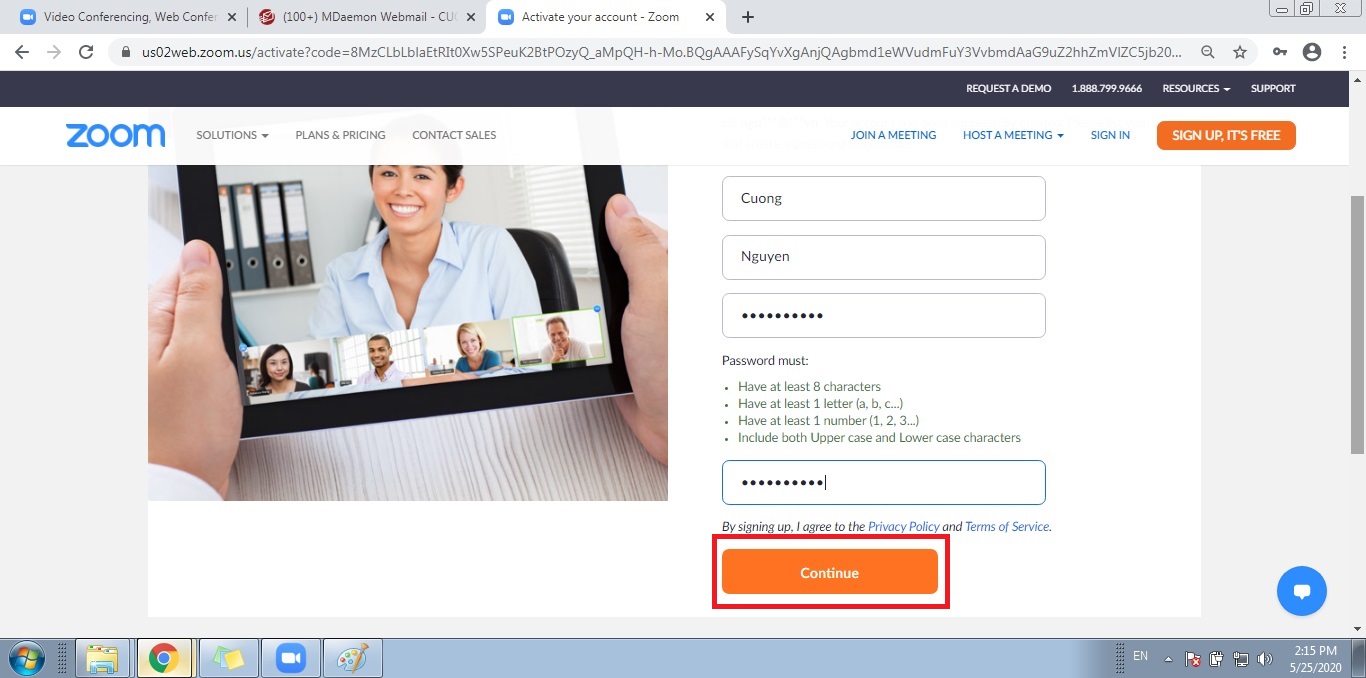 Video Conferencing, Web Confer
(100+) MDaemon Webmail - CUO
Activate your account - Zoom
us02web.zoom.us/activate?code=8MzCLbLblaEtRIt0Xw5SPeuK2BtPOzyQ_aMpQH-h-Mo.BQgAAAFySqYvXgAnjQAgbmd1eWVudmFuY3VvbmdAaG9uZ2hhZmVlZC5jb20...
REQUEST A DEMO 1.888.799.9666 RESOURCES SUPPORT
zoom SOLUTIONS PLANS & PRICING CONTACT SALES JOIN A MEETING HOST A MEETING SIGN IN SIGN UP, IT'S FREE
Cuong
Nguyen
••••••••••
Password must:
• Have at least 8 characters
• Have at least 1 letter (a, b, c...)
• Have at least 1 number (1, 2, 3...)
• Include both Upper case and Lower case characters
••••••••••
By signing up, I agree to the Privacy Policy and Terms of Service.
Continue
EN
2:15 PM
5/25/2020